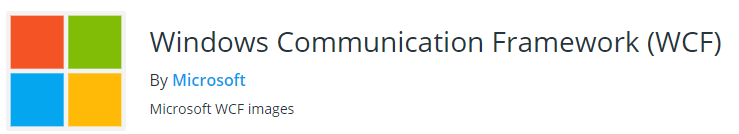 Windows Communication Framework (WCF)
By Microsoft
Microsoft WCF images